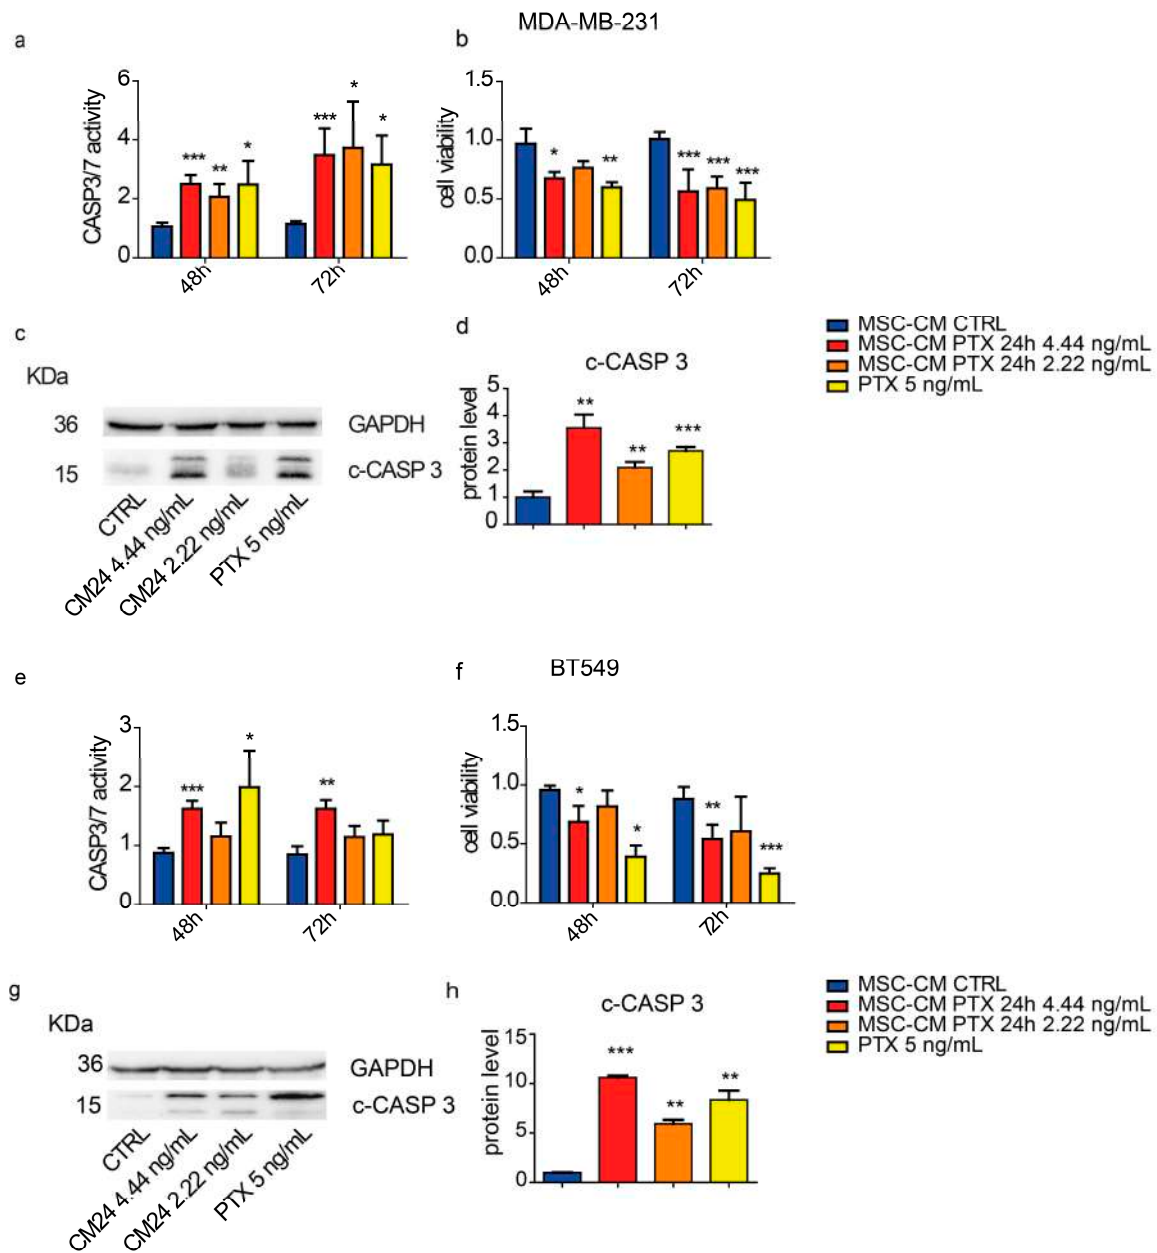 MDA-MB-231
a
b
6
4
2
0
CASP3/7 activity
***
**
*
***
*
*
48h
72h
1.5
1.0
0.5
0.0
cell viability
*
**
***
***
***
48h
72h
c
KDa
36
GAPDH
15
c-CASP 3
CTRL
CM24 4.44 ng/mL
CM24 2.22 ng/mL
PTX 5 ng/mL
d
c-CASP 3
5
4
3
2
1
0
protein level
**
**
***
MSC-CM CTRL
MSC-CM PTX 24h 4.44 ng/mL
MSC-CM PTX 24h 2.22 ng/mL
PTX 5 ng/mL
BT549
e
f
3
2
1
0
CASP3/7 activity
***
*
**
48h
72h
1.5
1.0
0.5
0.0
cell viability
*
*
**
***
48h
72h
g
KDa
36
GAPDH
15
c-CASP 3
CTRL
CM24 4.44 ng/mL
CM24 2.22 ng/mL
PTX 5 ng/mL
h
c-CASP 3
15
10
5
0
protein level
***
**
**
MSC-CM CTRL
MSC-CM PTX 24h 4.44 ng/mL
MSC-CM PTX 24h 2.22 ng/mL
PTX 5 ng/mL